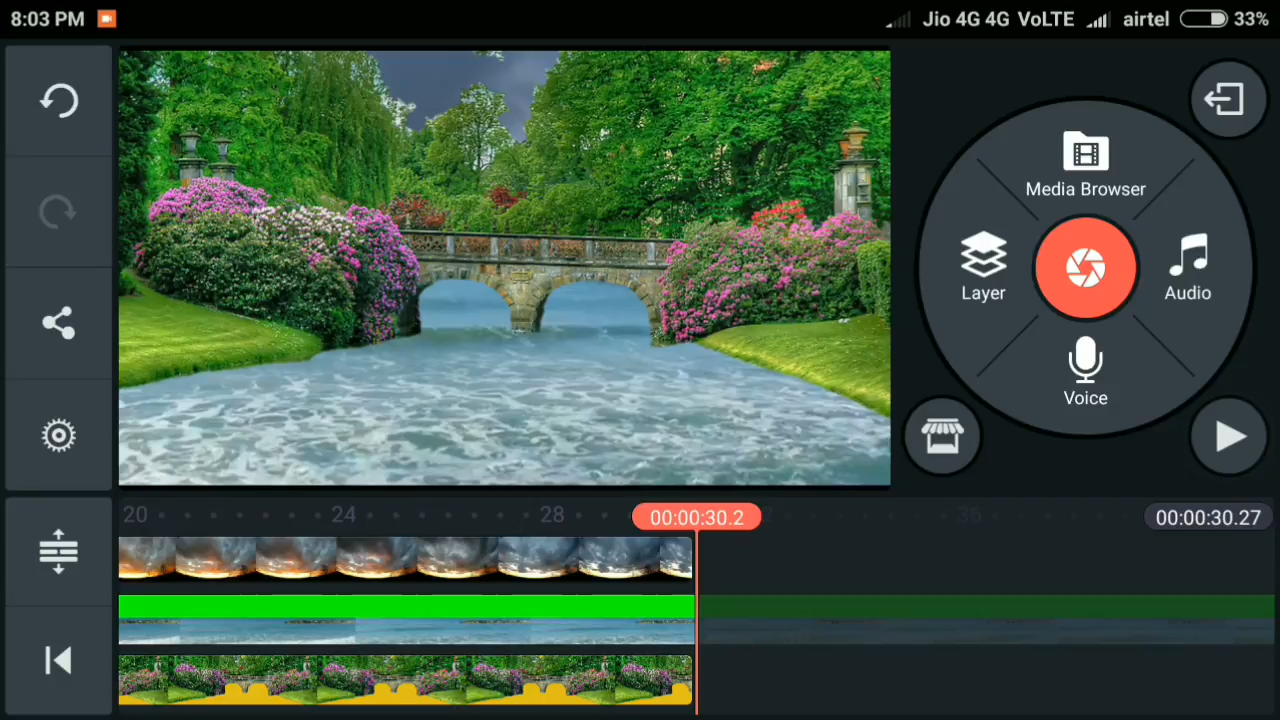 8:03 PM
Jio 4G 4G VoLTE
airtel
33%
Media Browser
Layer
Audio
Voice
20
24
28
00:00:30.2
36
00:00:30.27